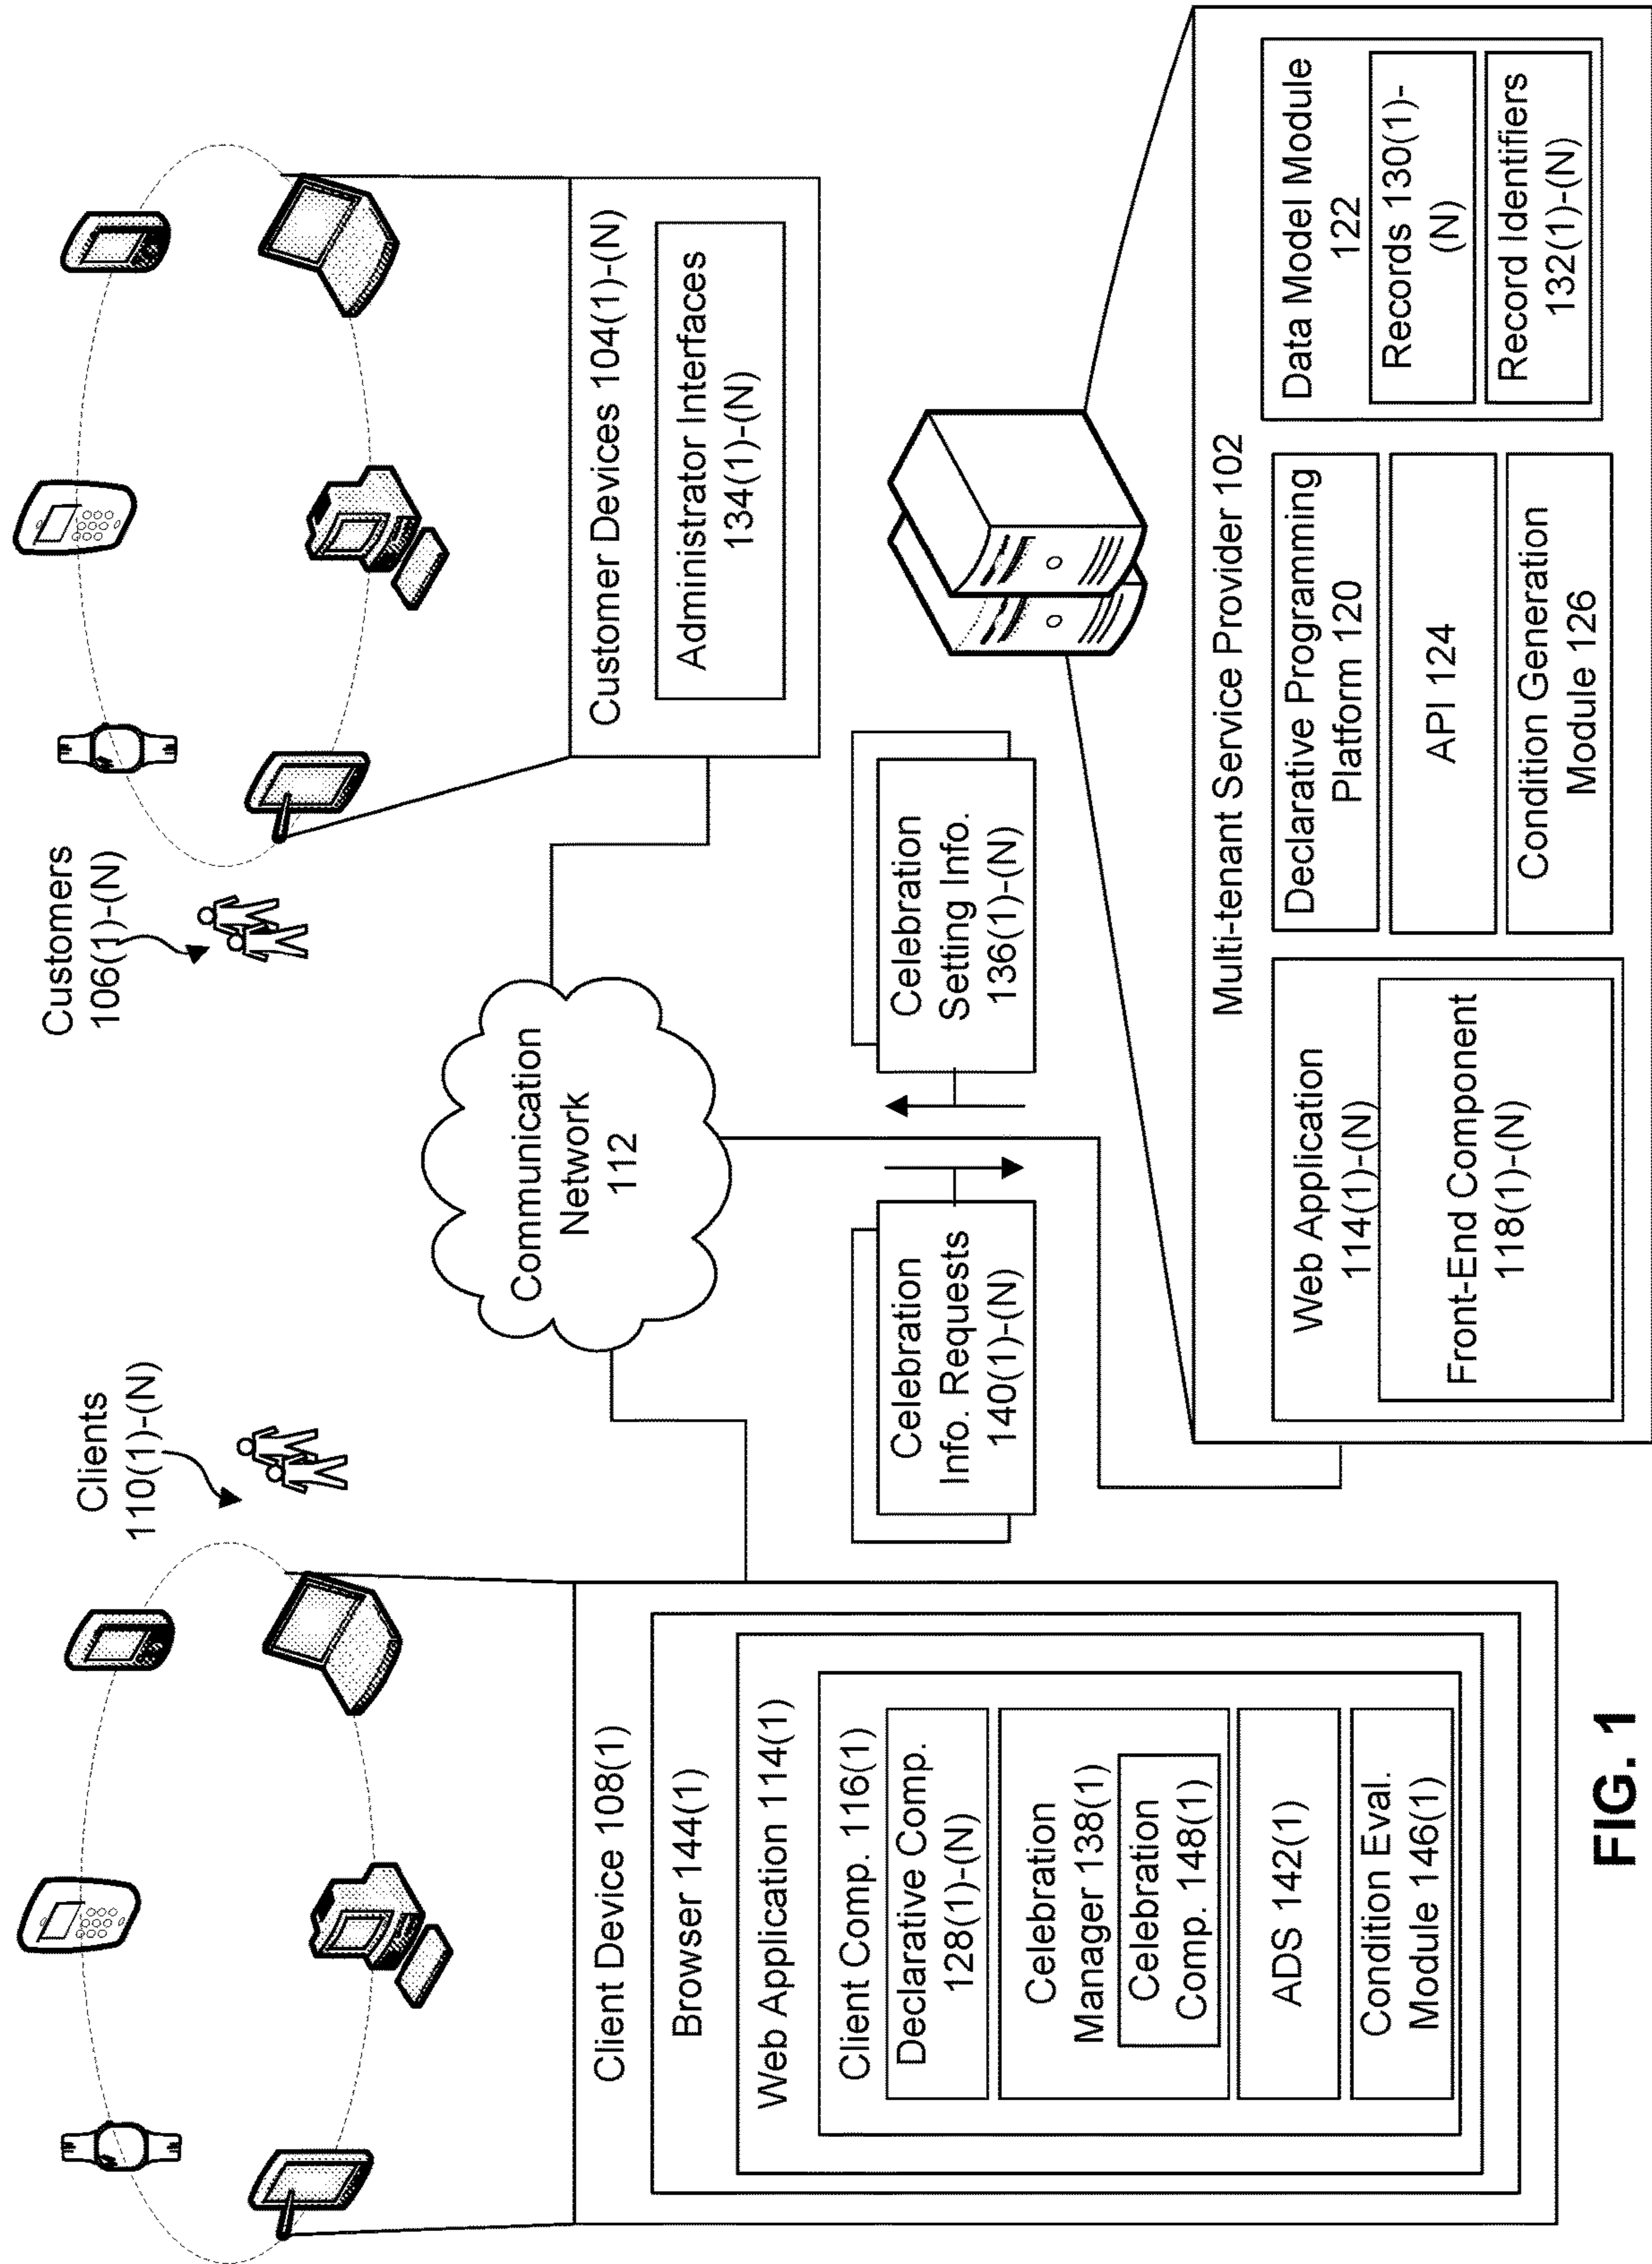 Clients
110(1)-(N)
Customers
106(1)-(N)
Communication
Network
112
Client Device 108(1)
Browser 144(1)
Web Application 114(1)
Client Comp. 116(1)
Declarative Comp.
128(1)-(N)
Celebration
Manager 138(1)
Celebration
Comp. 148(1)
ADS 142(1)
Condition Eval.
Module 146(1)
Customer Devices 104(1)-(N)
Administrator Interfaces
134(1)-(N)
Celebration
Info. Requests
140(1)-(N)
Celebration
Setting Info.
136(1)-(N)
Multi-tenant Service Provider 102
Web Application
114(1)-(N)
Front-End Component
118(1)-(N)
Declarative Programming
Platform 120
API 124
Condition Generation
Module 126
Data Model Module
122
Records 130(1)-
(N)
Record Identifiers
132(1)-(N)
FIG. 1